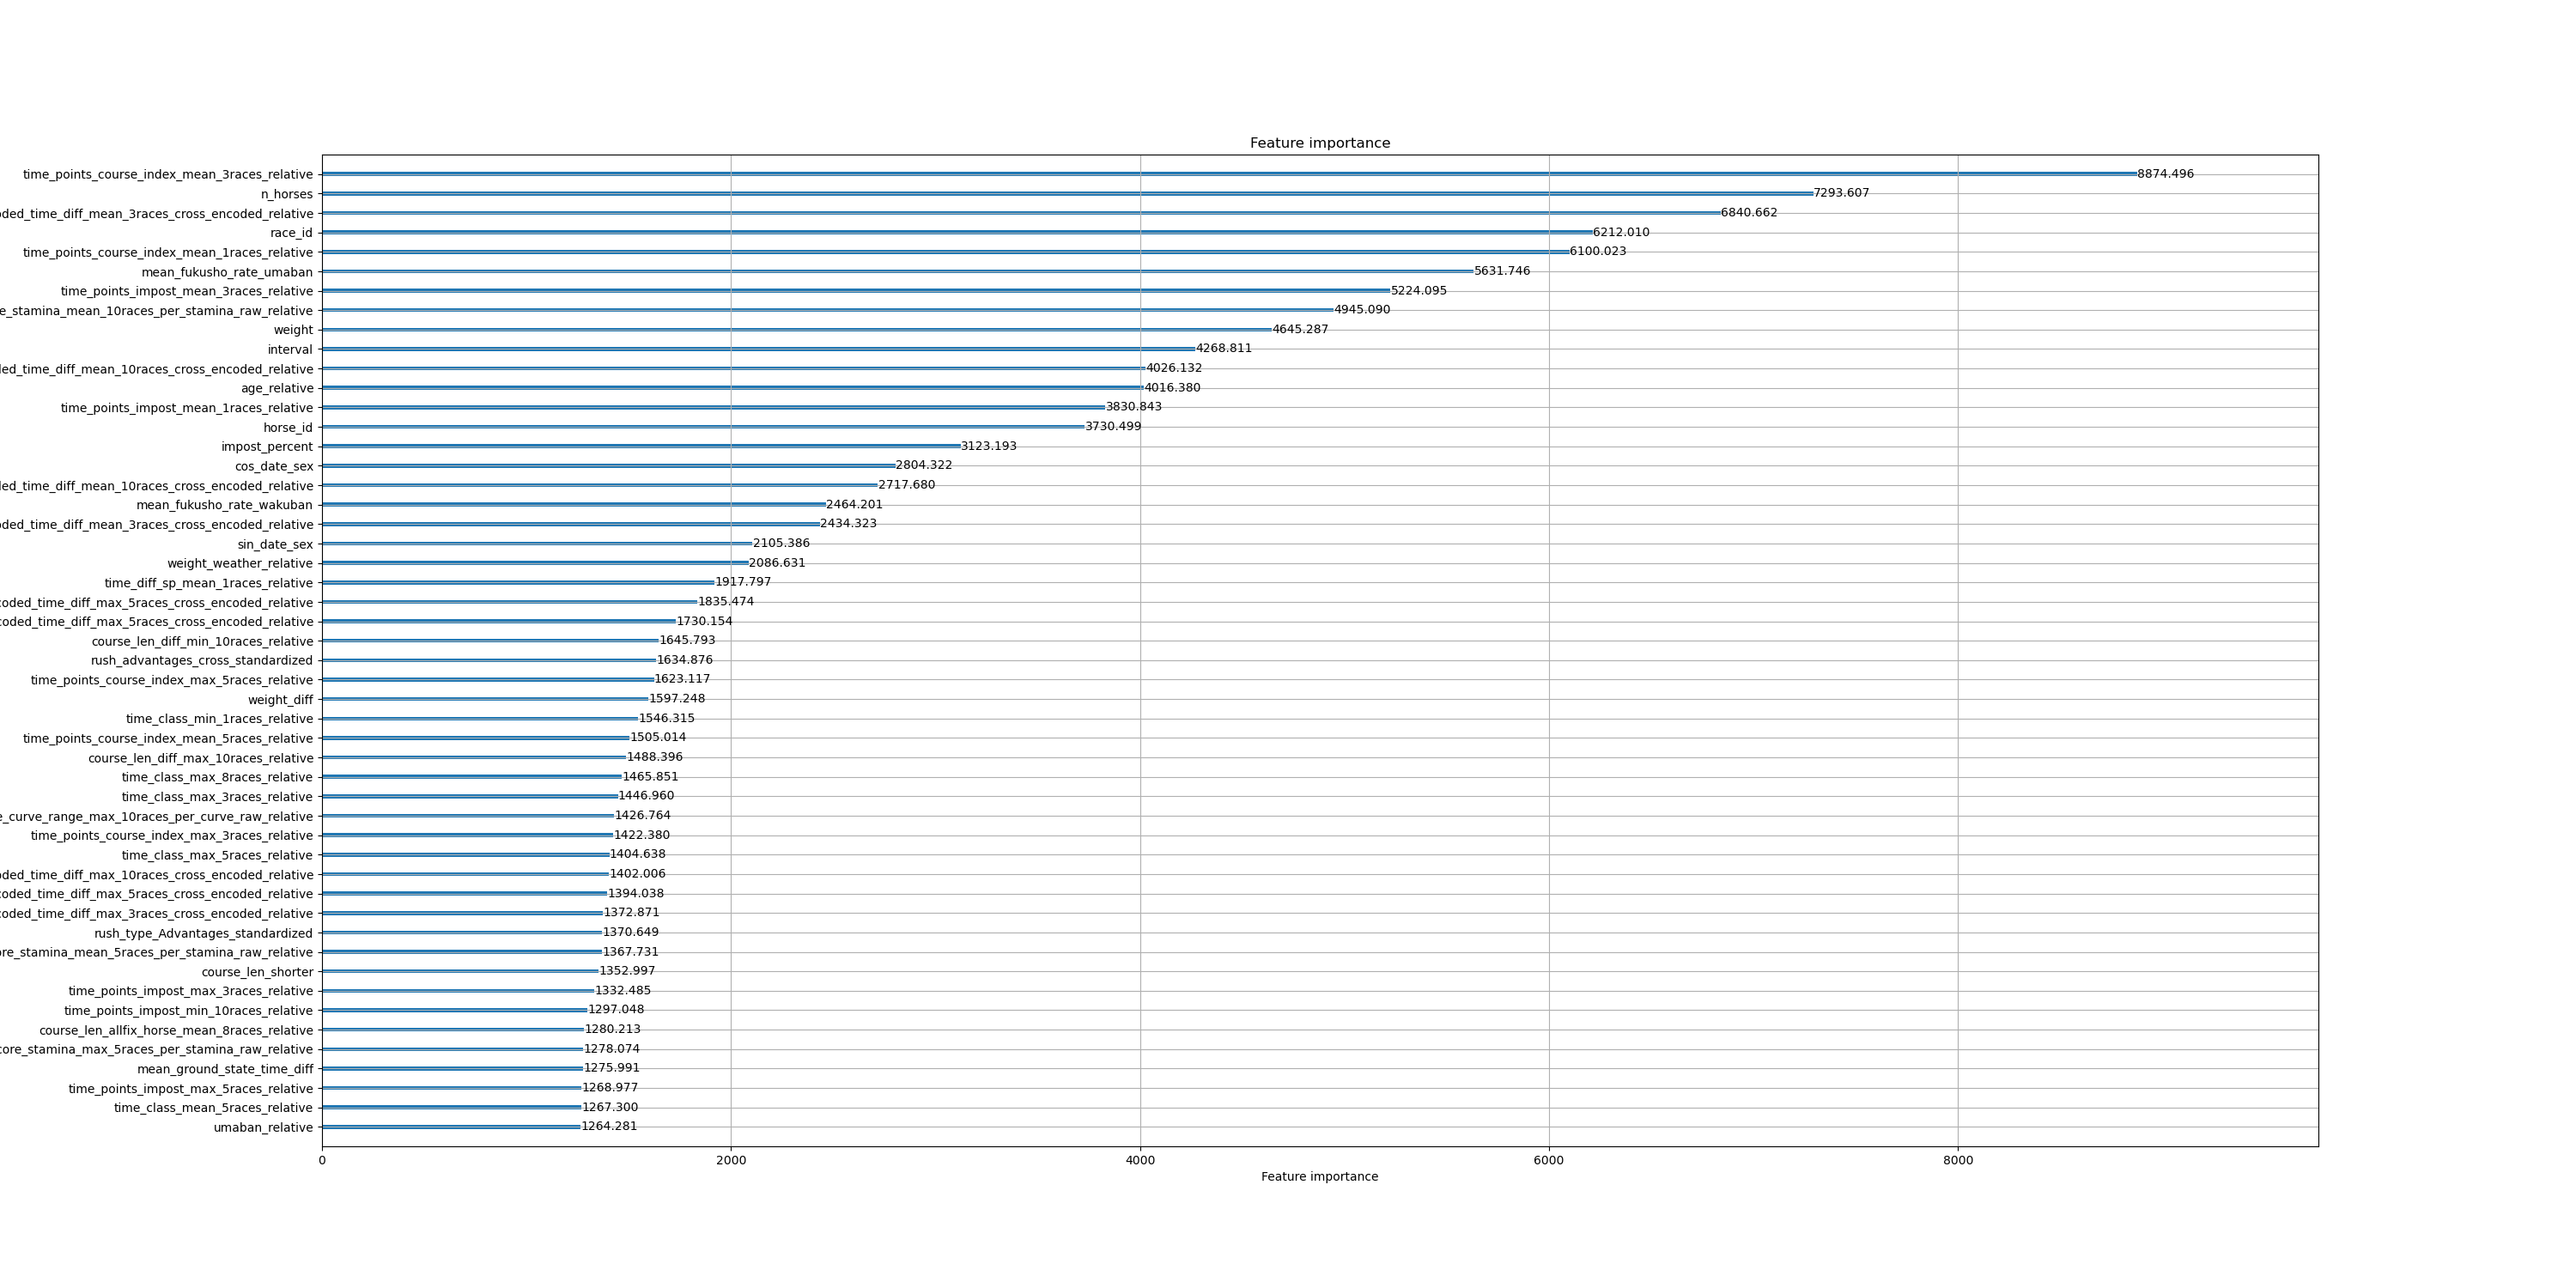 Feature importance
time_points_course_index_mean_3races_relative 8874.496
n_horses 7293.607
ded_time_diff_mean_3races_cross_encoded_relative 6840.662
race_id 6212.010
time_points_course_index_mean_1races_relative 6100.023
mean_fukusho_rate_umaban 5631.746
time_points_impost_mean_3races_relative 5224.095
e_stamina_mean_10races_per_stamina_raw_relative 4945.090
weight 4645.287
interval 4268.811
led_time_diff_mean_10races_cross_encoded_relative 4026.132
age_relative 4016.380
time_points_impost_mean_1races_relative 3830.843
horse_id 3730.499
impost_percent 3123.193
cos_date_sex 2804.322
led_time_diff_mean_10races_cross_encoded_relative 2717.680
mean_fukusho_rate_wakuban 2464.201
ded_time_diff_mean_3races_cross_encoded_relative 2434.323
sin_date_sex 2105.386
weight_weather_relative 2086.631
time_diff_sp_mean_1races_relative 1917.797
coded_time_diff_max_5races_cross_encoded_relative 1835.474
coded_time_diff_max_5races_cross_encoded_relative 1730.154
course_len_diff_min_10races_relative 1645.793
rush_advantages_cross_standardized 1634.876
time_points_course_index_max_5races_relative 1623.117
weight_diff 1597.248
time_class_min_1races_relative 1546.315
time_points_course_index_mean_5races_relative 1505.014
course_len_diff_max_10races_relative 1488.396
time_class_max_8races_relative 1465.851
time_class_max_3races_relative 1446.960
e_curve_range_max_10races_per_curve_raw_relative 1426.764
time_points_course_index_max_3races_relative 1422.380
time_class_max_5races_relative 1404.638
ded_time_diff_max_10races_cross_encoded_relative 1402.006
coded_time_diff_max_5races_cross_encoded_relative 1394.038
coded_time_diff_max_3races_cross_encoded_relative 1372.871
rush_type_Advantages_standardized 1370.649
re_stamina_mean_5races_per_stamina_raw_relative 1367.731
course_len_shorter 1352.997
time_points_impost_max_3races_relative 1332.485
time_points_impost_min_10races_relative 1297.048
course_len_allfix_horse_mean_8races_relative 1280.213
core_stamina_max_5races_per_stamina_raw_relative 1278.074
mean_ground_state_time_diff 1275.991
time_points_impost_max_5races_relative 1268.977
time_class_mean_5races_relative 1267.300
umaban_relative 1264.281
0 2000 4000 6000 8000
Feature importance